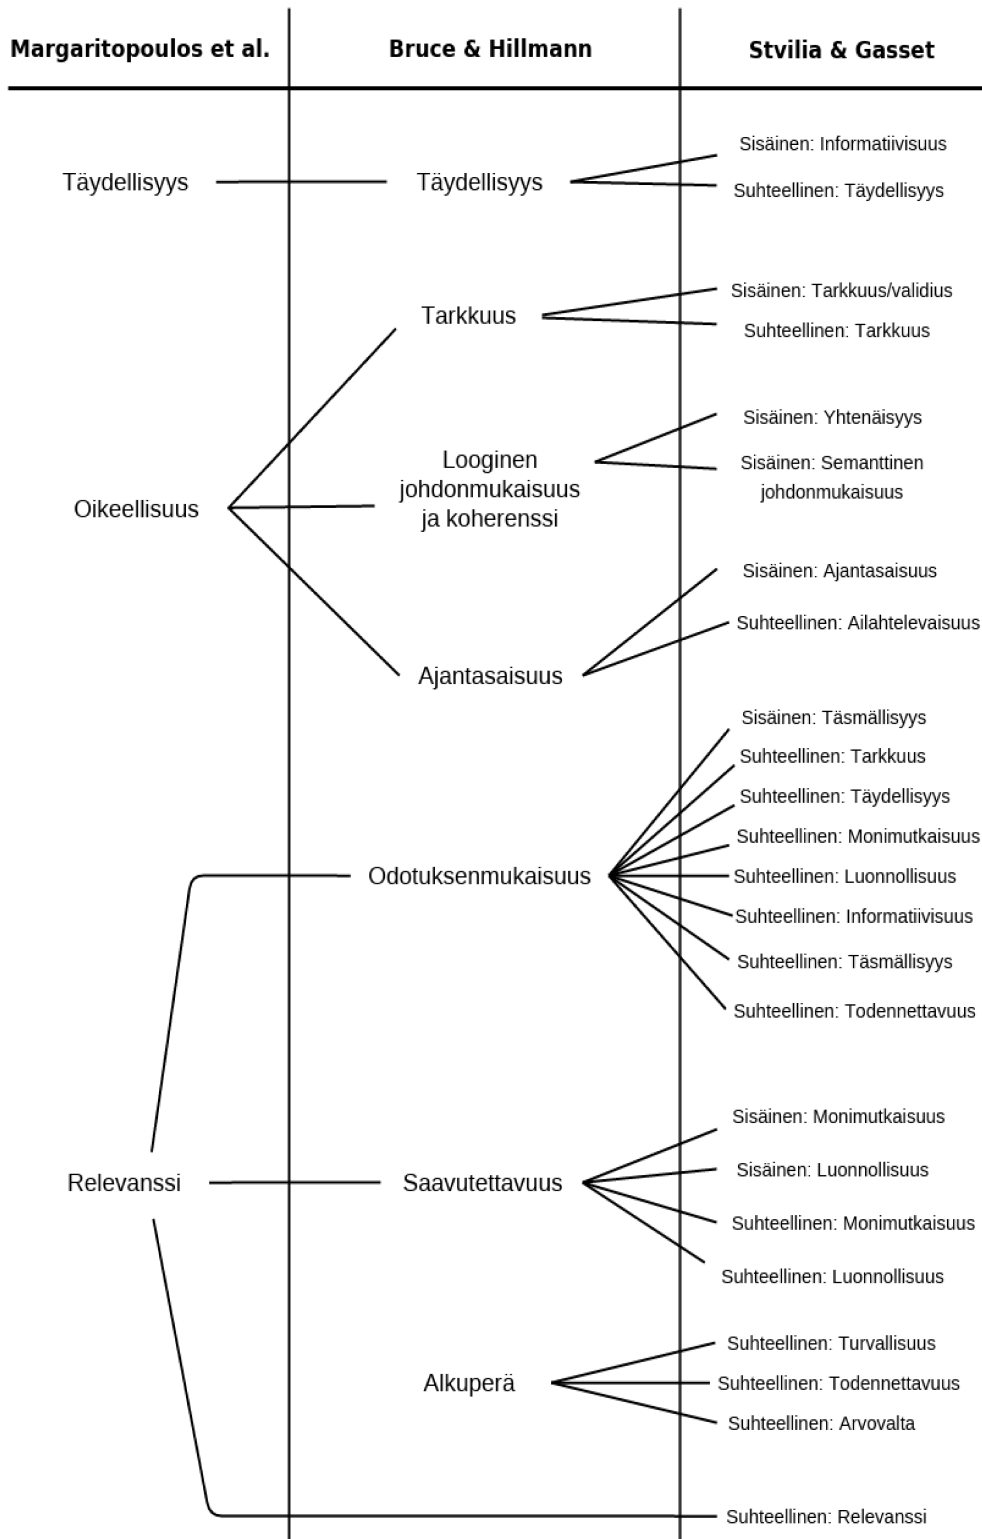 Margaritopoulos et al.
Bruce & Hillmann
Stvilia & Gasset
Täydellisyys
Täydellisyys
Sisäinen: Informatiivisuus
Suhteellinen: Täydellisyys
Oikeellisuus
Tarkkuus
Sisäinen: Tarkkuus/validius
Suhteellinen: Tarkkuus
Looginen
johdonmukaisuus
ja koherenssi
Sisäinen: Yhtenäisyys
Sisäinen: Semanttinen
johdonmukaisuus
Ajantasaisuus
Sisäinen: Ajantasaisuus
Suhteellinen: Ailahtelevaisuus
Relevanssi
Odotuksenmukaisuus
Sisäinen: Täsmällisyys
Suhteellinen: Tarkkuus
Suhteellinen: Täydellisyys
Suhteellinen: Monimutkaisuus
Suhteellinen: Luonnollisuus
Suhteellinen: Informatiivisuus
Suhteellinen: Täsmällisyys
Suhteellinen: Todennettavuus
Saavutettavuus
Sisäinen: Monimutkaisuus
Sisäinen: Luonnollisuus
Suhteellinen: Monimutkaisuus
Suhteellinen: Luonnollisuus
Alkuperä
Suhteellinen: Turvallisuus
Suhteellinen: Todennettavuus
Suhteellinen: Arvovalta
Suhteellinen: Relevanssi